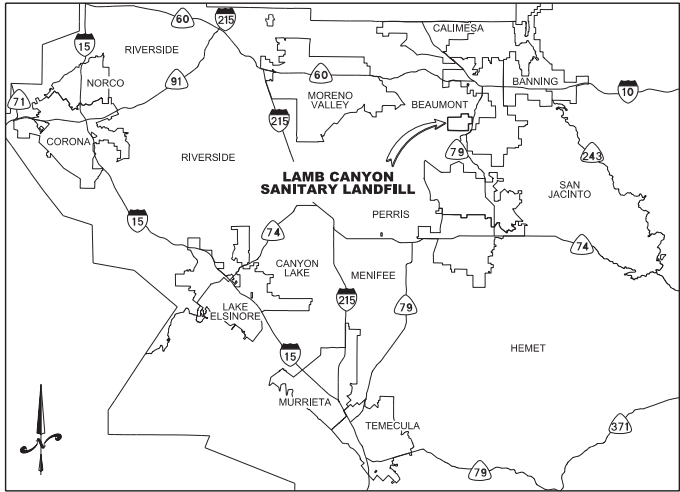 60
215
CALIMESA
15
RIVERSIDE
NORCO
91
60
BANNING
10
71
MORENO
VALLEY
BEAUMONT
215
CORONA
79
243
RIVERSIDE
LAMB CANYON
SANITARY LANDFILL
SAN
JACINTO
15
PERRIS
74
74
CANYON
LAKE
MENIFEE
215
79
LAKE
ELSINORE
15
HEMET
MURRIETA
TEMECULA
371
79